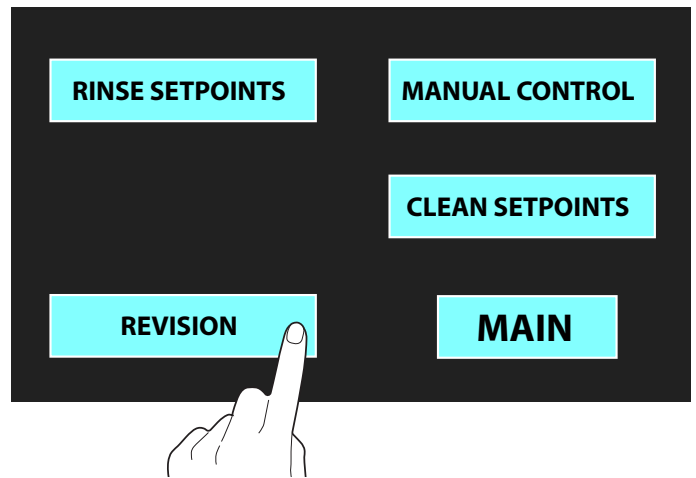 RINSE SETPOINTS
MANUAL CONTROL
CLEAN SETPOINTS
REVISION
MAIN